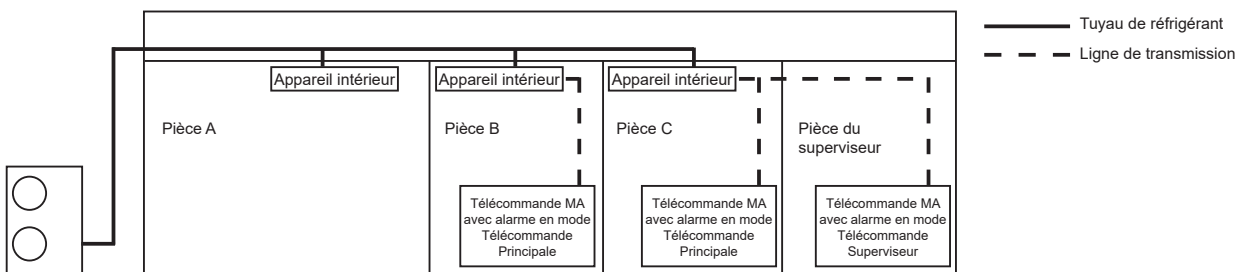 Tuyau de réfrigérant
Ligne de transmission
Appareil intérieur
Appareil intérieur
Appareil intérieur
Pièce A
Pièce B
Pièce C
Pièce du
superviseur
Télécommande MA
avec alarme en mode
Télécommande
Principale
Télécommande MA
avec alarme en mode
Télécommande
Principale
Télécommande MA
avec alarme en mode
Télécommande
Superviseur